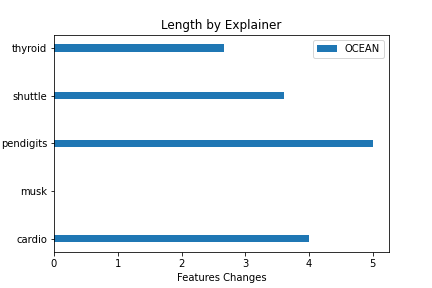 Length by Explainer
OCEAN
thyroid
shuttle
pendigits
musk
cardio
0 1 2 3 4 5
Features Changes